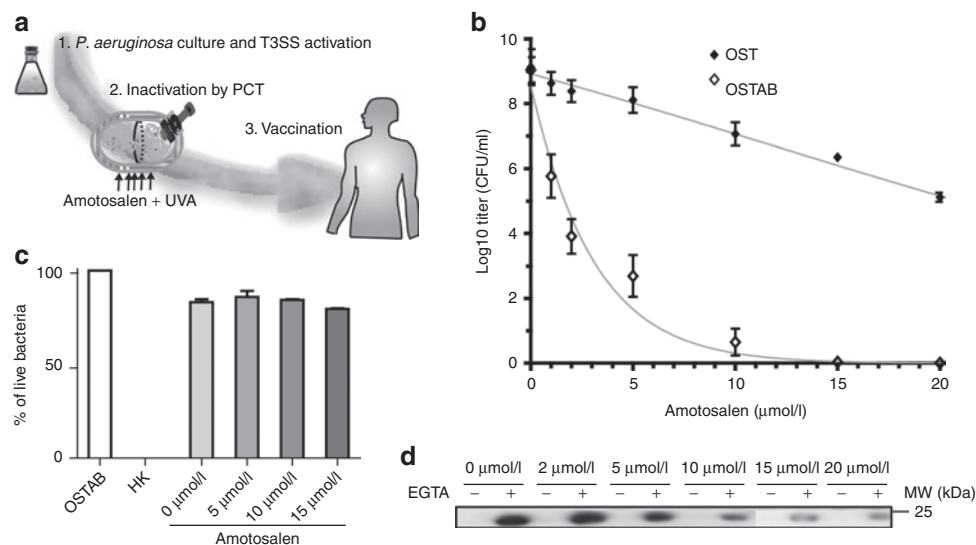 a
1. P. aeruginosa culture and T3SS activation
2. Inactivation by PCT
3. Vaccination
Amotosalen + UVA
b
10
8
6
4
2
0
Log10 titer (CFU/ml)
OST
OSTAB
0 5 10 15 20
Amotosalen (μmol/l)
c
100
50
0
% of live bacteria
OSTAB
HK
0 μmol/l
5 μmol/l
10 μmol/l
15 μmol/l
Amotosalen
d
0 μmol/l 2 μmol/l 5 μmol/l 10 μmol/l 15 μmol/l 20 μmol/l
EGTA − + − + − + − + − + − + MW (kDa)
25